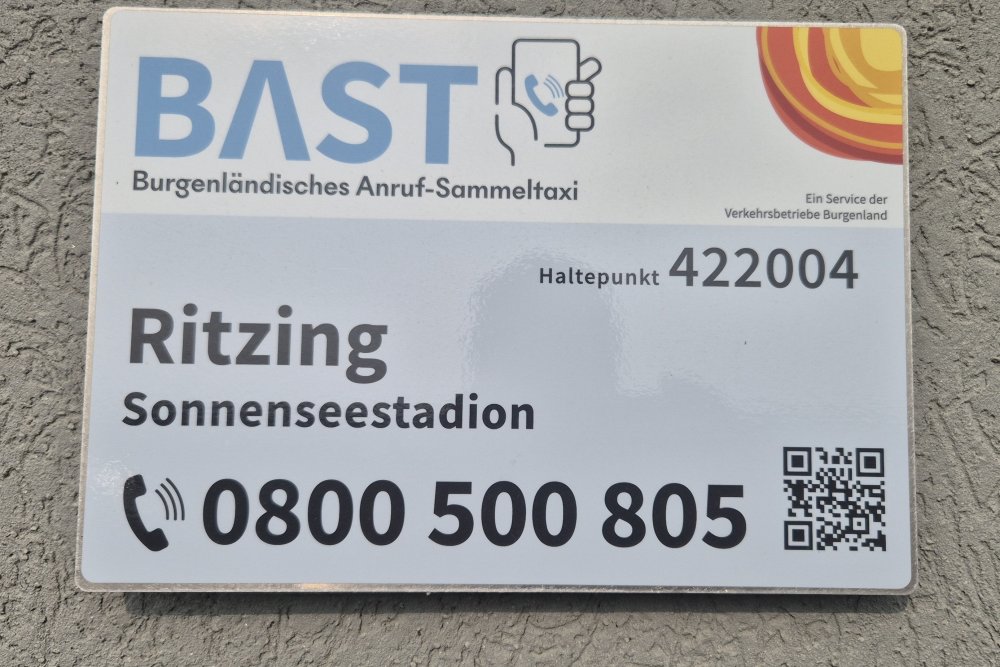 BAST
Burgenländisches Anruf-Sammeltaxi
Ein Service der
Verkehrsbetriebe Burgenland
Haltepunkt 422004
Ritzing
Sonnenseestadion
0800 500 805